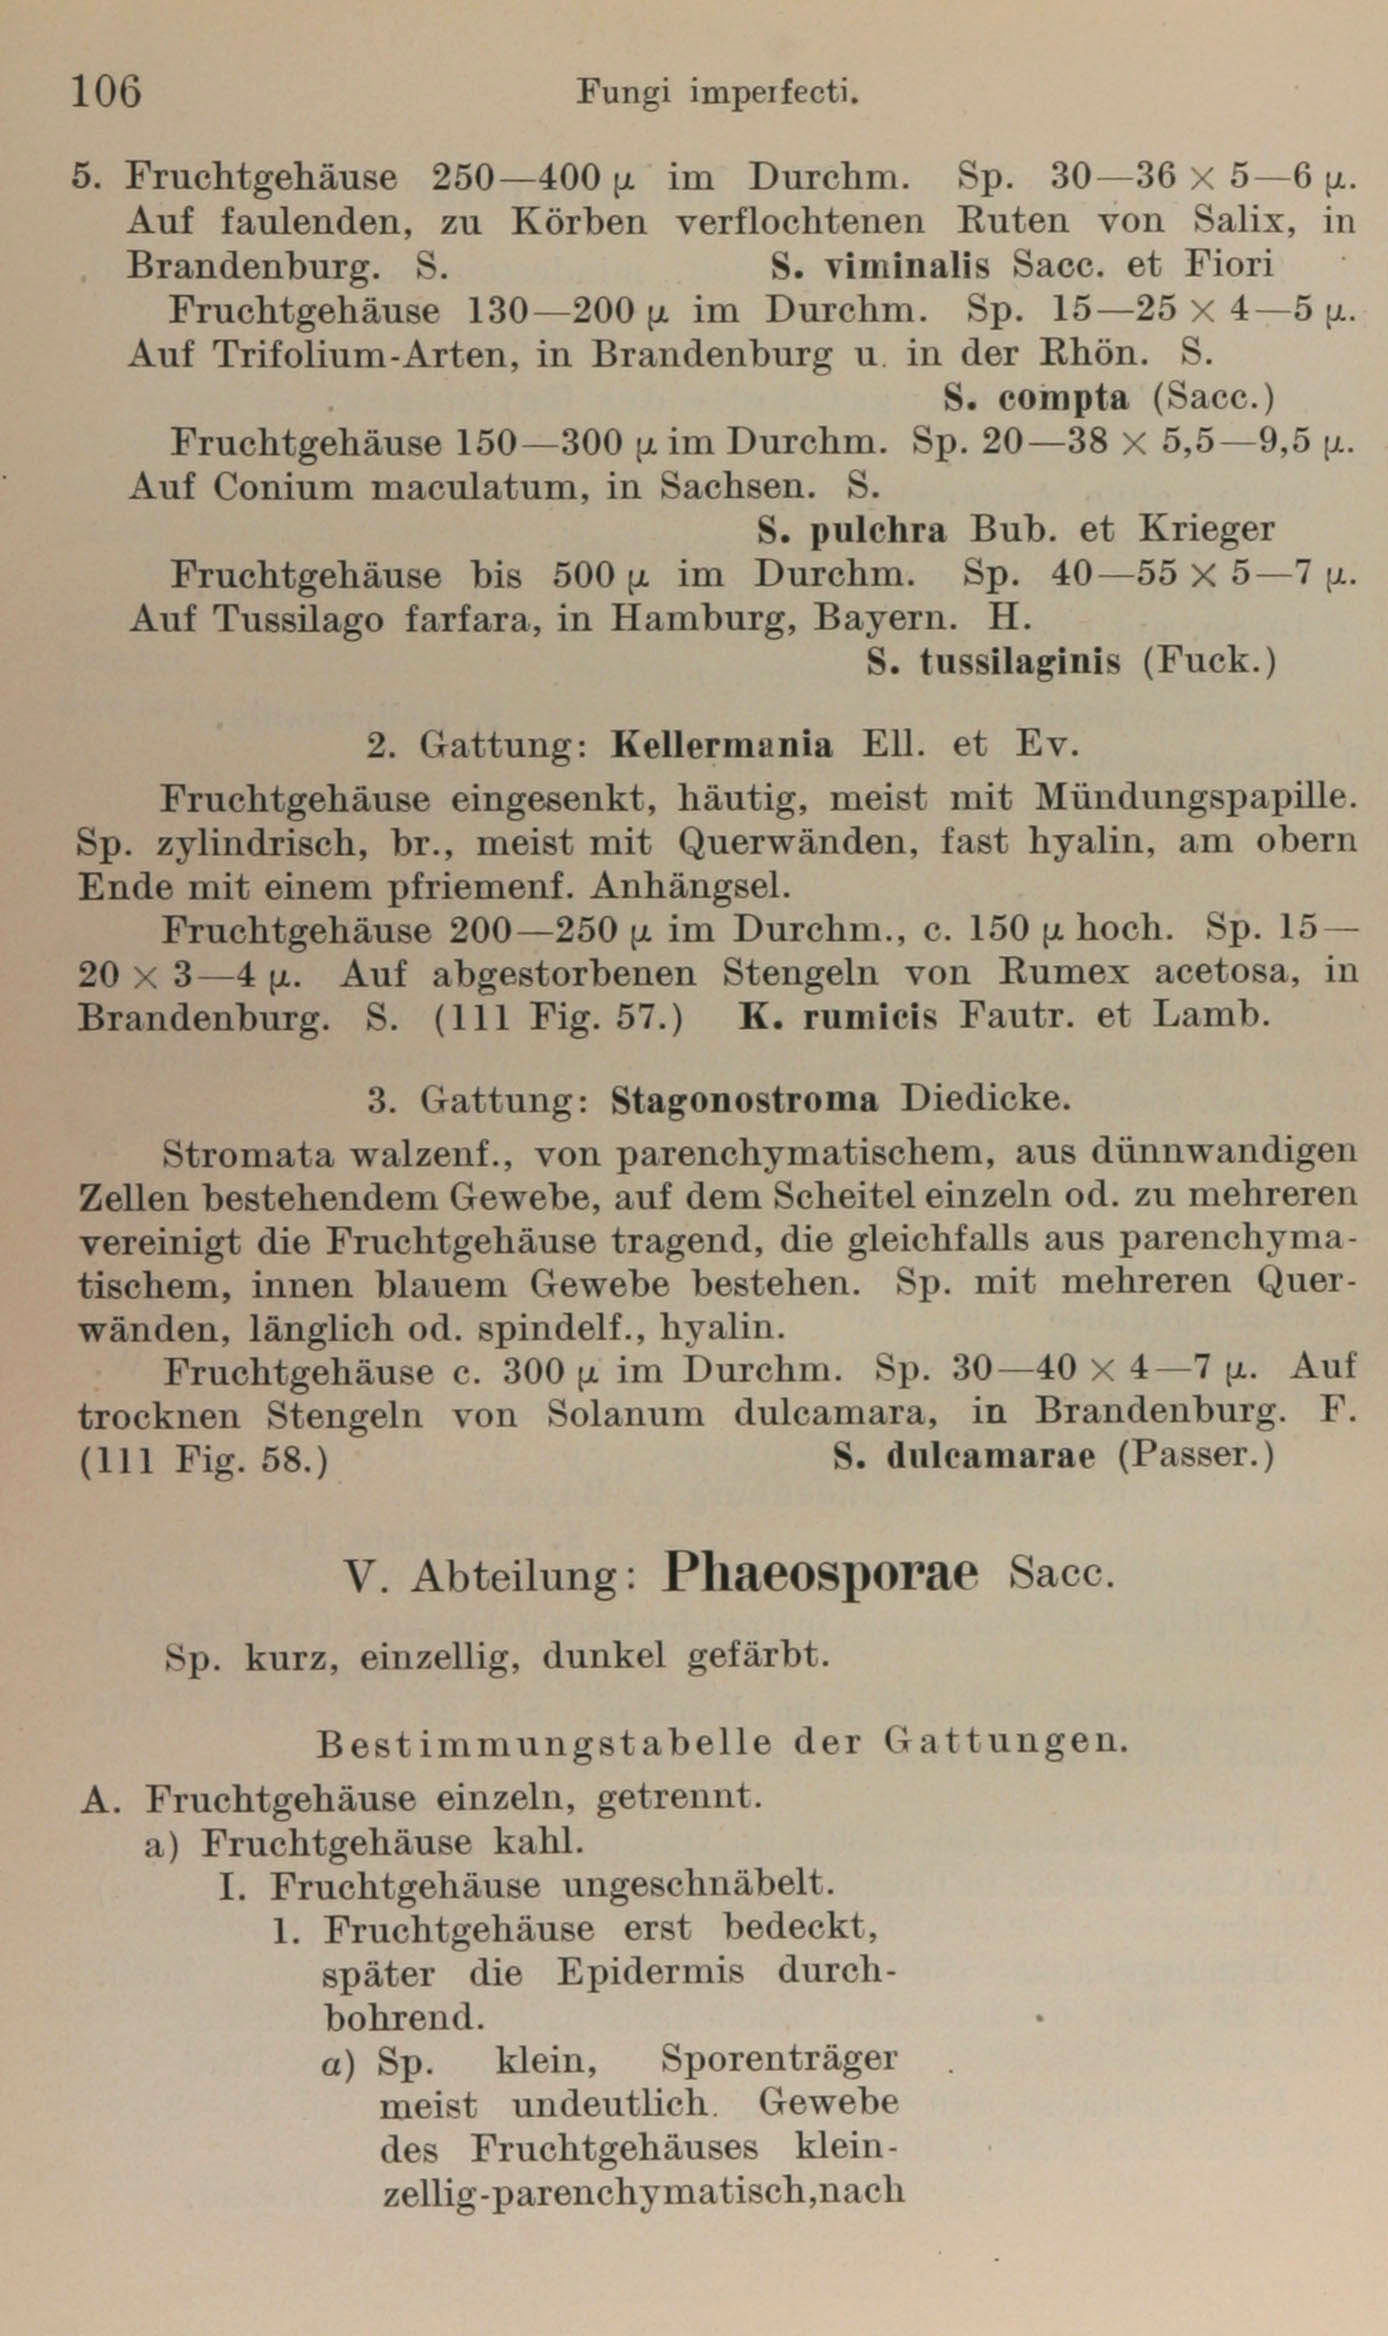 106 Fungi imperfecti.
5. Fruchtgehäuse 250—400 µ im Durchm. Sp. 30—36 × 5—6 µ.
Auf faulenden, zu Körben verflochtenen Ruten von Salix, in
Brandenburg. S. S. viminalis Sacc. et Fiori
Fruchtgehäuse 130—200 µ im Durchm. Sp. 15—25 × 4—5 µ.
Auf Trifolium-Arten, in Brandenburg u. in der Rhön. S.
S. compta (Sacc.)
Fruchtgehäuse 150—300 µ im Durchm. Sp. 20—38 × 5,5—9,5 µ.
Auf Conium maculatum, in Sachsen. S.
S. pulchra Bub. et Krieger
Fruchtgehäuse bis 500 µ im Durchm. Sp. 40—55 × 5—7 µ.
Auf Tussilago farfara, in Hamburg, Bayern. H.
S. tussilaginis (Fuck.)
2. Gattung: Kellermania Ell. et Ev.
Fruchtgehäuse eingesenkt, häutig, meist mit Mündungspapille.
Sp. zylindrisch, br., meist mit Querwänden, fast hyalin, am obern
Ende mit einem pfriemenf. Anhängsel.
Fruchtgehäuse 200—250 µ im Durchm., c. 150 µ hoch. Sp. 15—
20 × 3—4 µ. Auf abgestorbenen Stengeln von Rumex acetosa, in
Brandenburg. S. (111 Fig. 57.) K. rumicis Fautr. et Lamb.
3. Gattung: Stagonostroma Diedicke.
Stromata walzenf., von parenchymatischem, aus dünnwandigen
Zellen bestehendem Gewebe, auf dem Scheitel einzeln od. zu mehreren
vereinigt die Fruchtgehäuse tragend, die gleichfalls aus parenchyma-
tischem, innen blauem Gewebe bestehen. Sp. mit mehreren Quer-
wänden, länglich od. spindelf., hyalin.
Fruchtgehäuse c. 300 µ im Durchm. Sp. 30—40 × 4—7 µ. Auf
trocknen Stengeln von Solanum dulcamara, in Brandenburg. F.
(111 Fig. 58.) S. dulcamarae (Passer.)
V. Abteilung: Phaeosporae Sacc.
Sp. kurz, einzellig, dunkel gefärbt.
Bestimmungstabelle der Gattungen.
A. Fruchtgehäuse einzeln, getrennt.
a) Fruchtgehäuse kahl.
I. Fruchtgehäuse ungeschnäbelt.
1. Fruchtgehäuse erst bedeckt,
später die Epidermis durch-
bohrend.
α) Sp. klein, Sporenträger
meist undeutlich. Gewebe
des Fruchtgehäuses klein-
zellig-parenchymatisch, nach